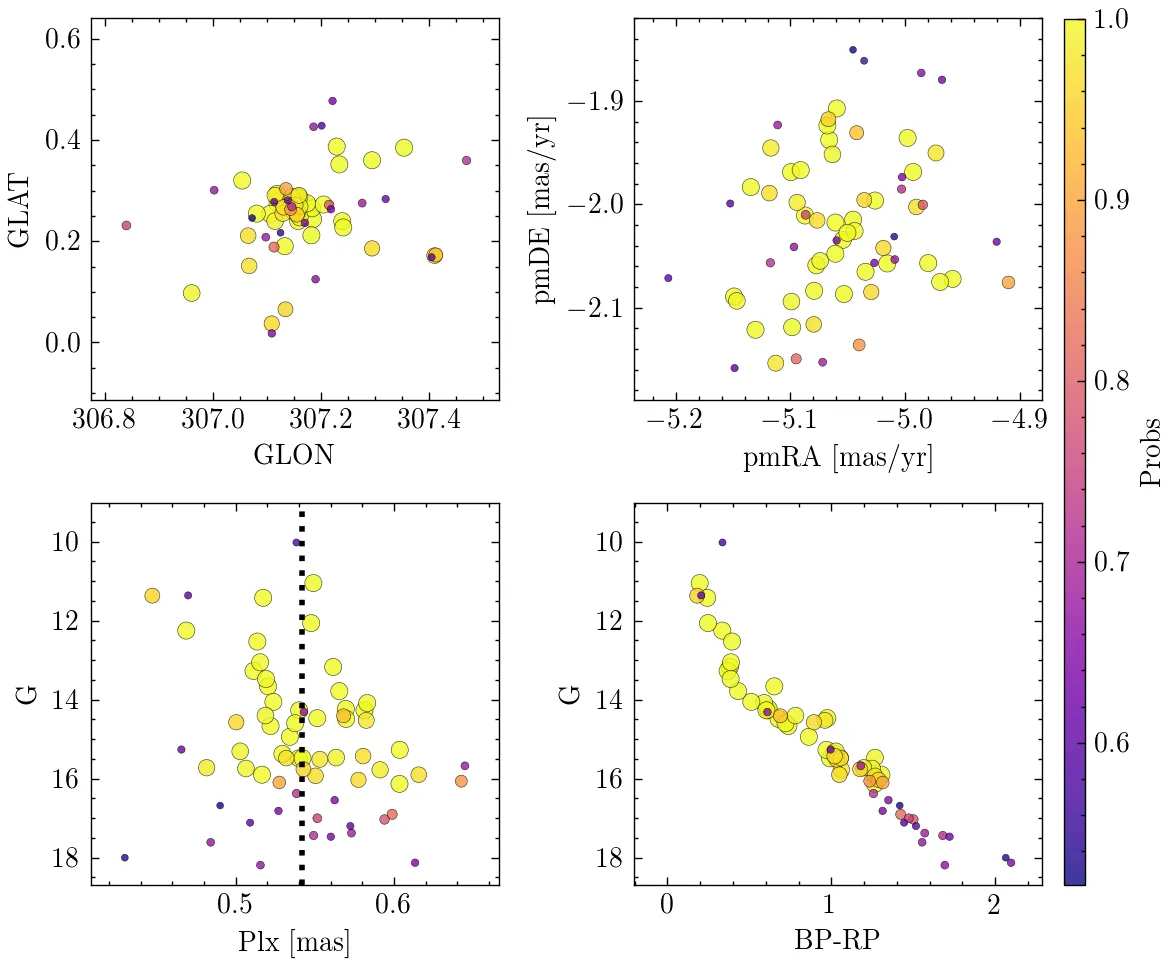 0.6
0.4
0.2
0.0
GLAT
306.8 307.0 307.2 307.4
GLON
−1.9
−2.0
−2.1
pmDE [mas/yr]
−5.2 −5.1 −5.0 −4.9
pmRA [mas/yr]
1.0
0.9
0.8
0.7
0.6
Probs
10
12
14
16
18
G
0.5 0.6
Plx [mas]
10
12
14
16
18
G
0 1 2
BP-RP